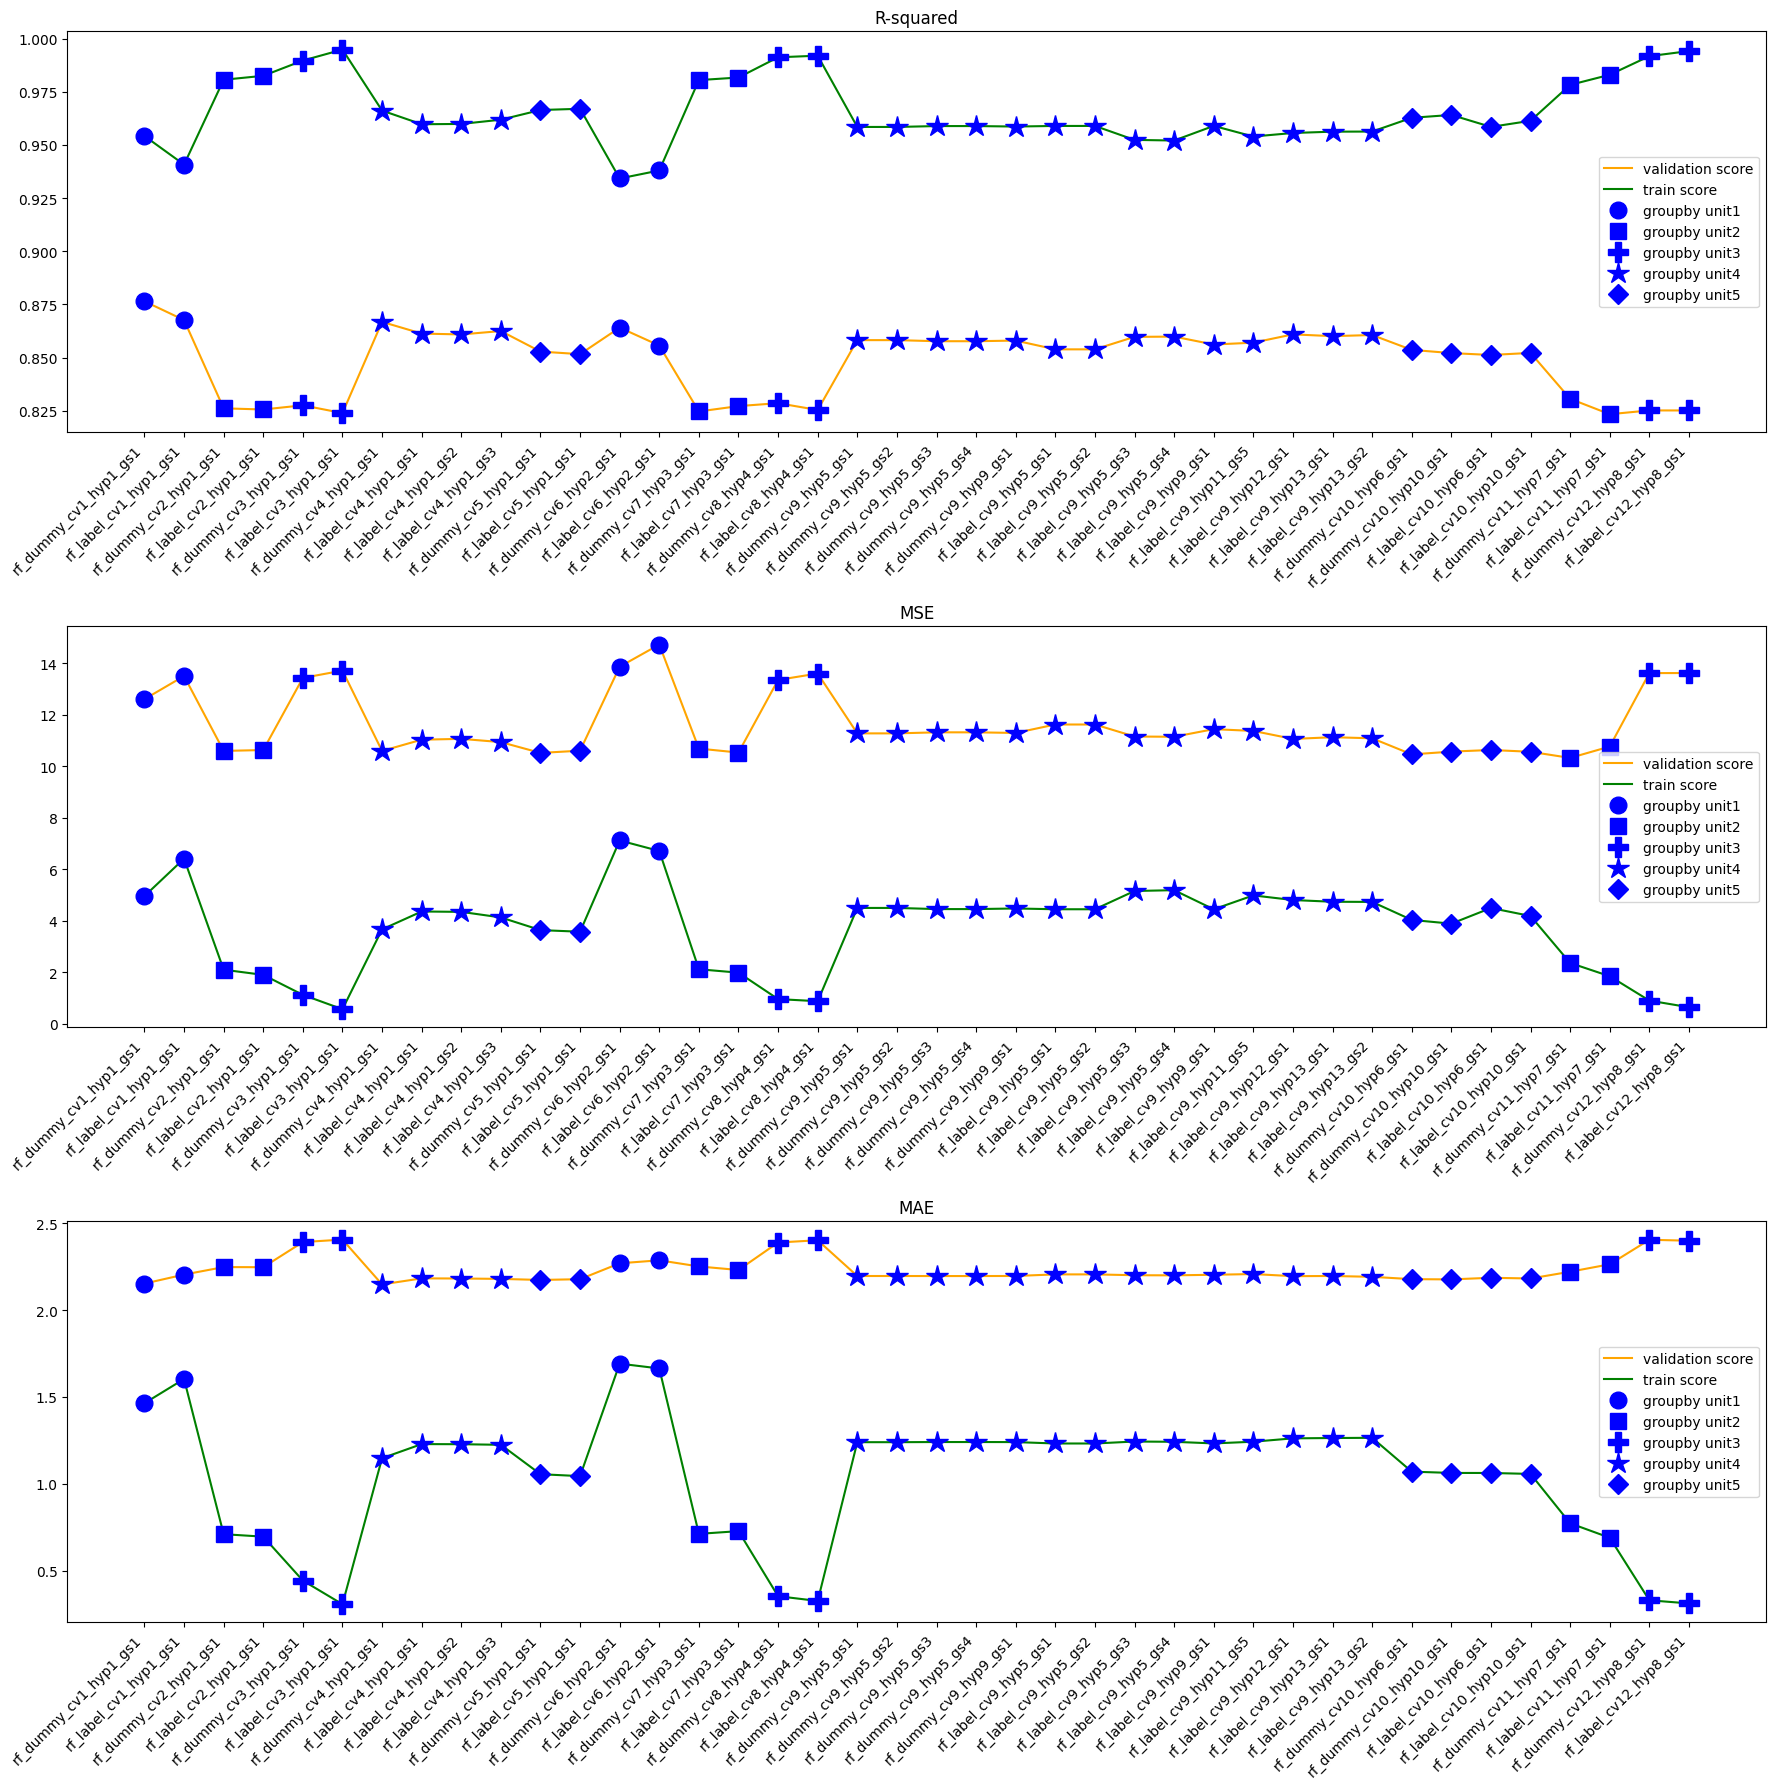 R-squared
1.000
0.975
0.950
0.925
0.900
0.875
0.850
0.825
validation score
train score
groupby unit1
groupby unit2
groupby unit3
groupby unit4
groupby unit5
rf_dummy_cv1_hyp1_gs1
rf_label_cv1_hyp1_gs1
rf_dummy_cv2_hyp1_gs1
rf_label_cv2_hyp1_gs1
rf_dummy_cv3_hyp1_gs1
rf_label_cv3_hyp1_gs1
rf_dummy_cv4_hyp1_gs1
rf_label_cv4_hyp1_gs1
rf_label_cv4_hyp1_gs2
rf_label_cv4_hyp1_gs3
rf_dummy_cv5_hyp1_gs1
rf_label_cv5_hyp1_gs1
rf_dummy_cv6_hyp2_gs1
rf_label_cv6_hyp2_gs1
rf_dummy_cv7_hyp3_gs1
rf_label_cv7_hyp3_gs1
rf_dummy_cv8_hyp4_gs1
rf_label_cv8_hyp4_gs1
rf_dummy_cv9_hyp5_gs1
rf_dummy_cv9_hyp5_gs2
rf_dummy_cv9_hyp5_gs3
rf_dummy_cv9_hyp5_gs4
rf_dummy_cv9_hyp9_gs1
rf_label_cv9_hyp5_gs1
rf_label_cv9_hyp5_gs2
rf_label_cv9_hyp5_gs3
rf_label_cv9_hyp5_gs4
rf_label_cv9_hyp9_gs1
rf_label_cv9_hyp11_gs5
rf_label_cv9_hyp12_gs1
rf_label_cv9_hyp13_gs1
rf_label_cv9_hyp13_gs2
rf_dummy_cv10_hyp6_gs1
rf_dummy_cv10_hyp10_gs1
rf_label_cv10_hyp6_gs1
rf_label_cv10_hyp10_gs1
rf_dummy_cv11_hyp7_gs1
rf_label_cv11_hyp7_gs1
rf_dummy_cv12_hyp8_gs1
rf_label_cv12_hyp8_gs1
MSE
14
12
10
8
6
4
2
0
validation score
train score
groupby unit1
groupby unit2
groupby unit3
groupby unit4
groupby unit5
rf_dummy_cv1_hyp1_gs1
rf_label_cv1_hyp1_gs1
rf_dummy_cv2_hyp1_gs1
rf_label_cv2_hyp1_gs1
rf_dummy_cv3_hyp1_gs1
rf_label_cv3_hyp1_gs1
rf_dummy_cv4_hyp1_gs1
rf_label_cv4_hyp1_gs1
rf_label_cv4_hyp1_gs2
rf_label_cv4_hyp1_gs3
rf_dummy_cv5_hyp1_gs1
rf_label_cv5_hyp1_gs1
rf_dummy_cv6_hyp2_gs1
rf_label_cv6_hyp2_gs1
rf_dummy_cv7_hyp3_gs1
rf_label_cv7_hyp3_gs1
rf_dummy_cv8_hyp4_gs1
rf_label_cv8_hyp4_gs1
rf_dummy_cv9_hyp5_gs1
rf_dummy_cv9_hyp5_gs2
rf_dummy_cv9_hyp5_gs3
rf_dummy_cv9_hyp5_gs4
rf_dummy_cv9_hyp9_gs1
rf_label_cv9_hyp5_gs1
rf_label_cv9_hyp5_gs2
rf_label_cv9_hyp5_gs3
rf_label_cv9_hyp5_gs4
rf_label_cv9_hyp9_gs1
rf_label_cv9_hyp11_gs5
rf_label_cv9_hyp12_gs1
rf_label_cv9_hyp13_gs1
rf_label_cv9_hyp13_gs2
rf_dummy_cv10_hyp6_gs1
rf_dummy_cv10_hyp10_gs1
rf_label_cv10_hyp6_gs1
rf_label_cv10_hyp10_gs1
rf_dummy_cv11_hyp7_gs1
rf_label_cv11_hyp7_gs1
rf_dummy_cv12_hyp8_gs1
rf_label_cv12_hyp8_gs1
MAE
2.5
2.0
1.5
1.0
0.5
validation score
train score
groupby unit1
groupby unit2
groupby unit3
groupby unit4
groupby unit5
rf_dummy_cv1_hyp1_gs1
rf_label_cv1_hyp1_gs1
rf_dummy_cv2_hyp1_gs1
rf_label_cv2_hyp1_gs1
rf_dummy_cv3_hyp1_gs1
rf_label_cv3_hyp1_gs1
rf_dummy_cv4_hyp1_gs1
rf_label_cv4_hyp1_gs1
rf_label_cv4_hyp1_gs2
rf_label_cv4_hyp1_gs3
rf_dummy_cv5_hyp1_gs1
rf_label_cv5_hyp1_gs1
rf_dummy_cv6_hyp2_gs1
rf_label_cv6_hyp2_gs1
rf_dummy_cv7_hyp3_gs1
rf_label_cv7_hyp3_gs1
rf_dummy_cv8_hyp4_gs1
rf_label_cv8_hyp4_gs1
rf_dummy_cv9_hyp5_gs1
rf_dummy_cv9_hyp5_gs2
rf_dummy_cv9_hyp5_gs3
rf_dummy_cv9_hyp5_gs4
rf_dummy_cv9_hyp9_gs1
rf_label_cv9_hyp5_gs1
rf_label_cv9_hyp5_gs2
rf_label_cv9_hyp5_gs3
rf_label_cv9_hyp5_gs4
rf_label_cv9_hyp9_gs1
rf_label_cv9_hyp11_gs5
rf_label_cv9_hyp12_gs1
rf_label_cv9_hyp13_gs1
rf_label_cv9_hyp13_gs2
rf_dummy_cv10_hyp6_gs1
rf_dummy_cv10_hyp10_gs1
rf_label_cv10_hyp6_gs1
rf_label_cv10_hyp10_gs1
rf_dummy_cv11_hyp7_gs1
rf_label_cv11_hyp7_gs1
rf_dummy_cv12_hyp8_gs1
rf_label_cv12_hyp8_gs1